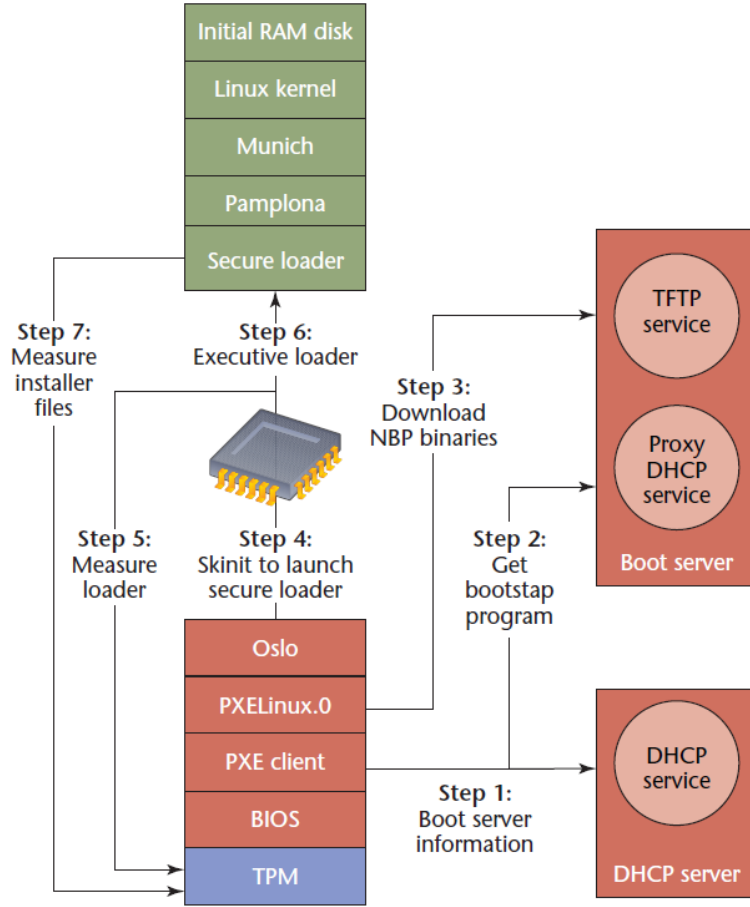 Initial RAM disk
Linux kernel
Munich
Pamplona
Secure loader
Step 7:
Measure
installer
files
Step 6:
Executive loader
Step 3:
Download
NBP binaries
TFTP
service
Proxy
DHCP
service
Boot server
Step 5:
Measure
loader
Step 4:
Skinit to launch
secure loader
Step 2:
Get
bootstap
program
Oslo
PXELinux.0
PXE client
BIOS
TPM
Step 1:
Boot server
information
DHCP
service
DHCP server